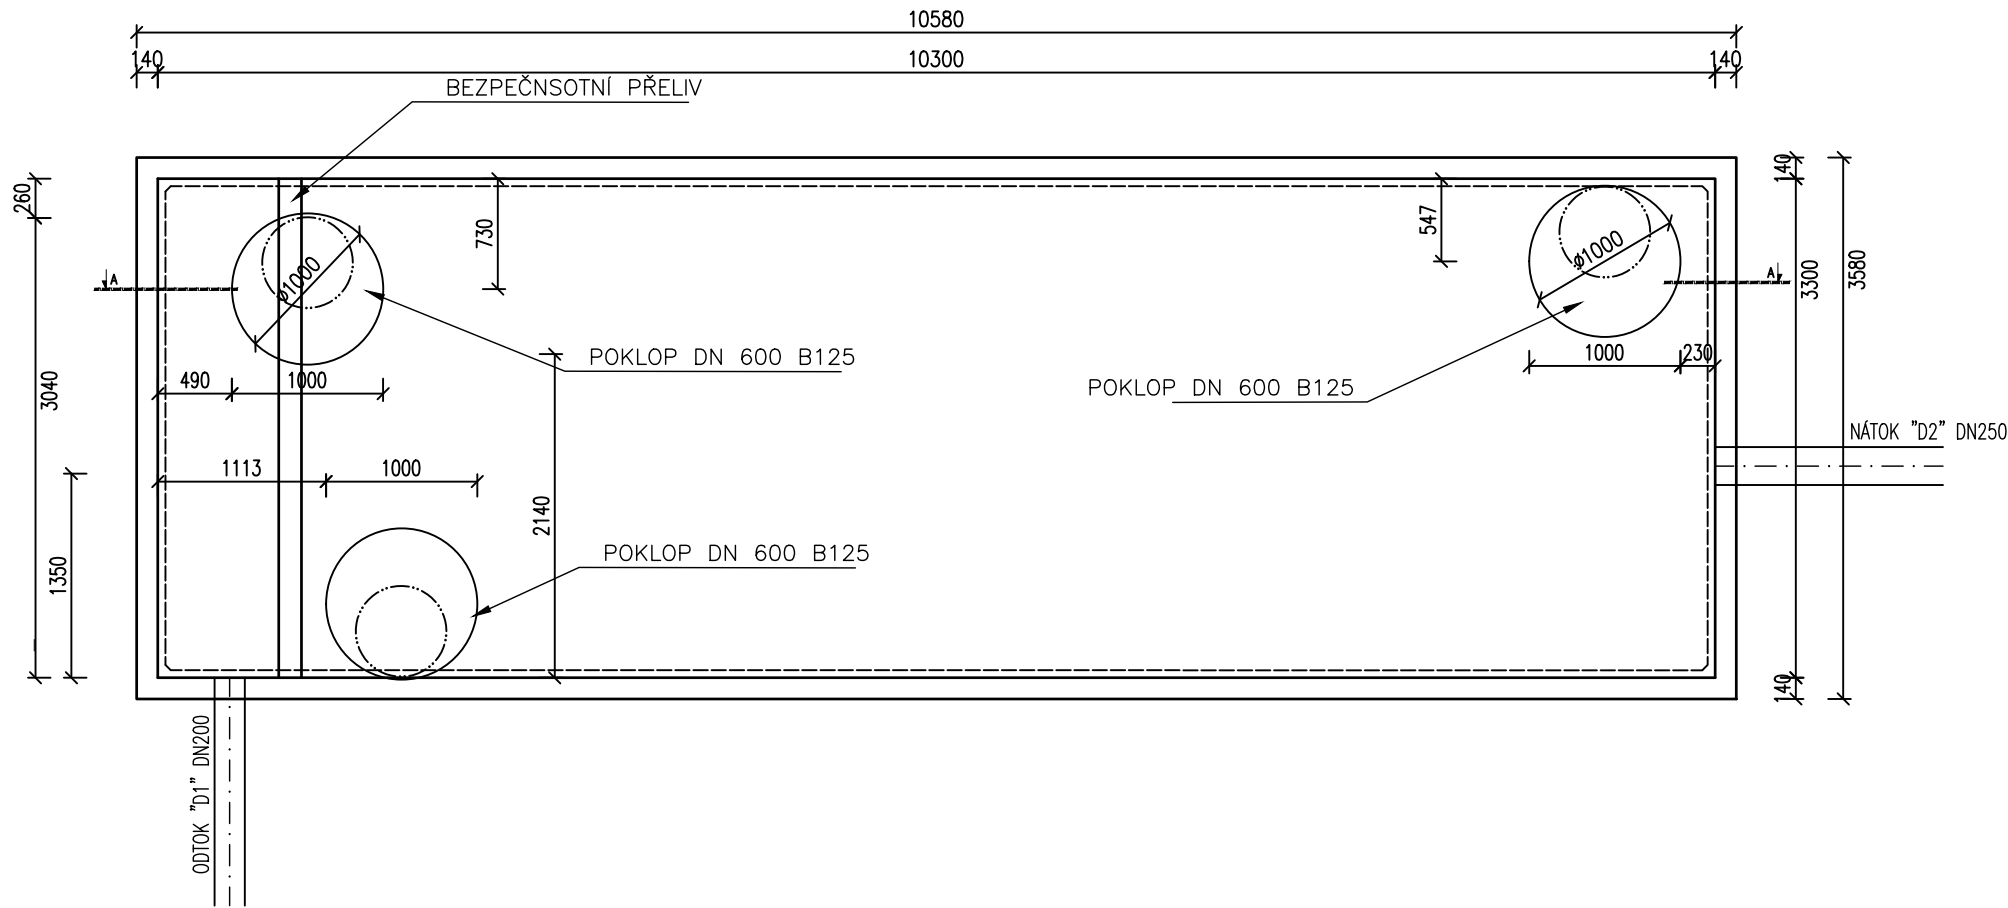 10580
140
10300
140
BEZPEČNSOTNÍ PŘELIV
140
260
730
547
ø1000
ø1000
A
A
3300
3580
POKLOP DN 600 B125
1000
230
490
1000
3040
POKLOP DN 600 B125
NÁTOK "D2" DN250
1113
1000
2140
1350
POKLOP DN 600 B125
140
ODTOK "D1" DN200